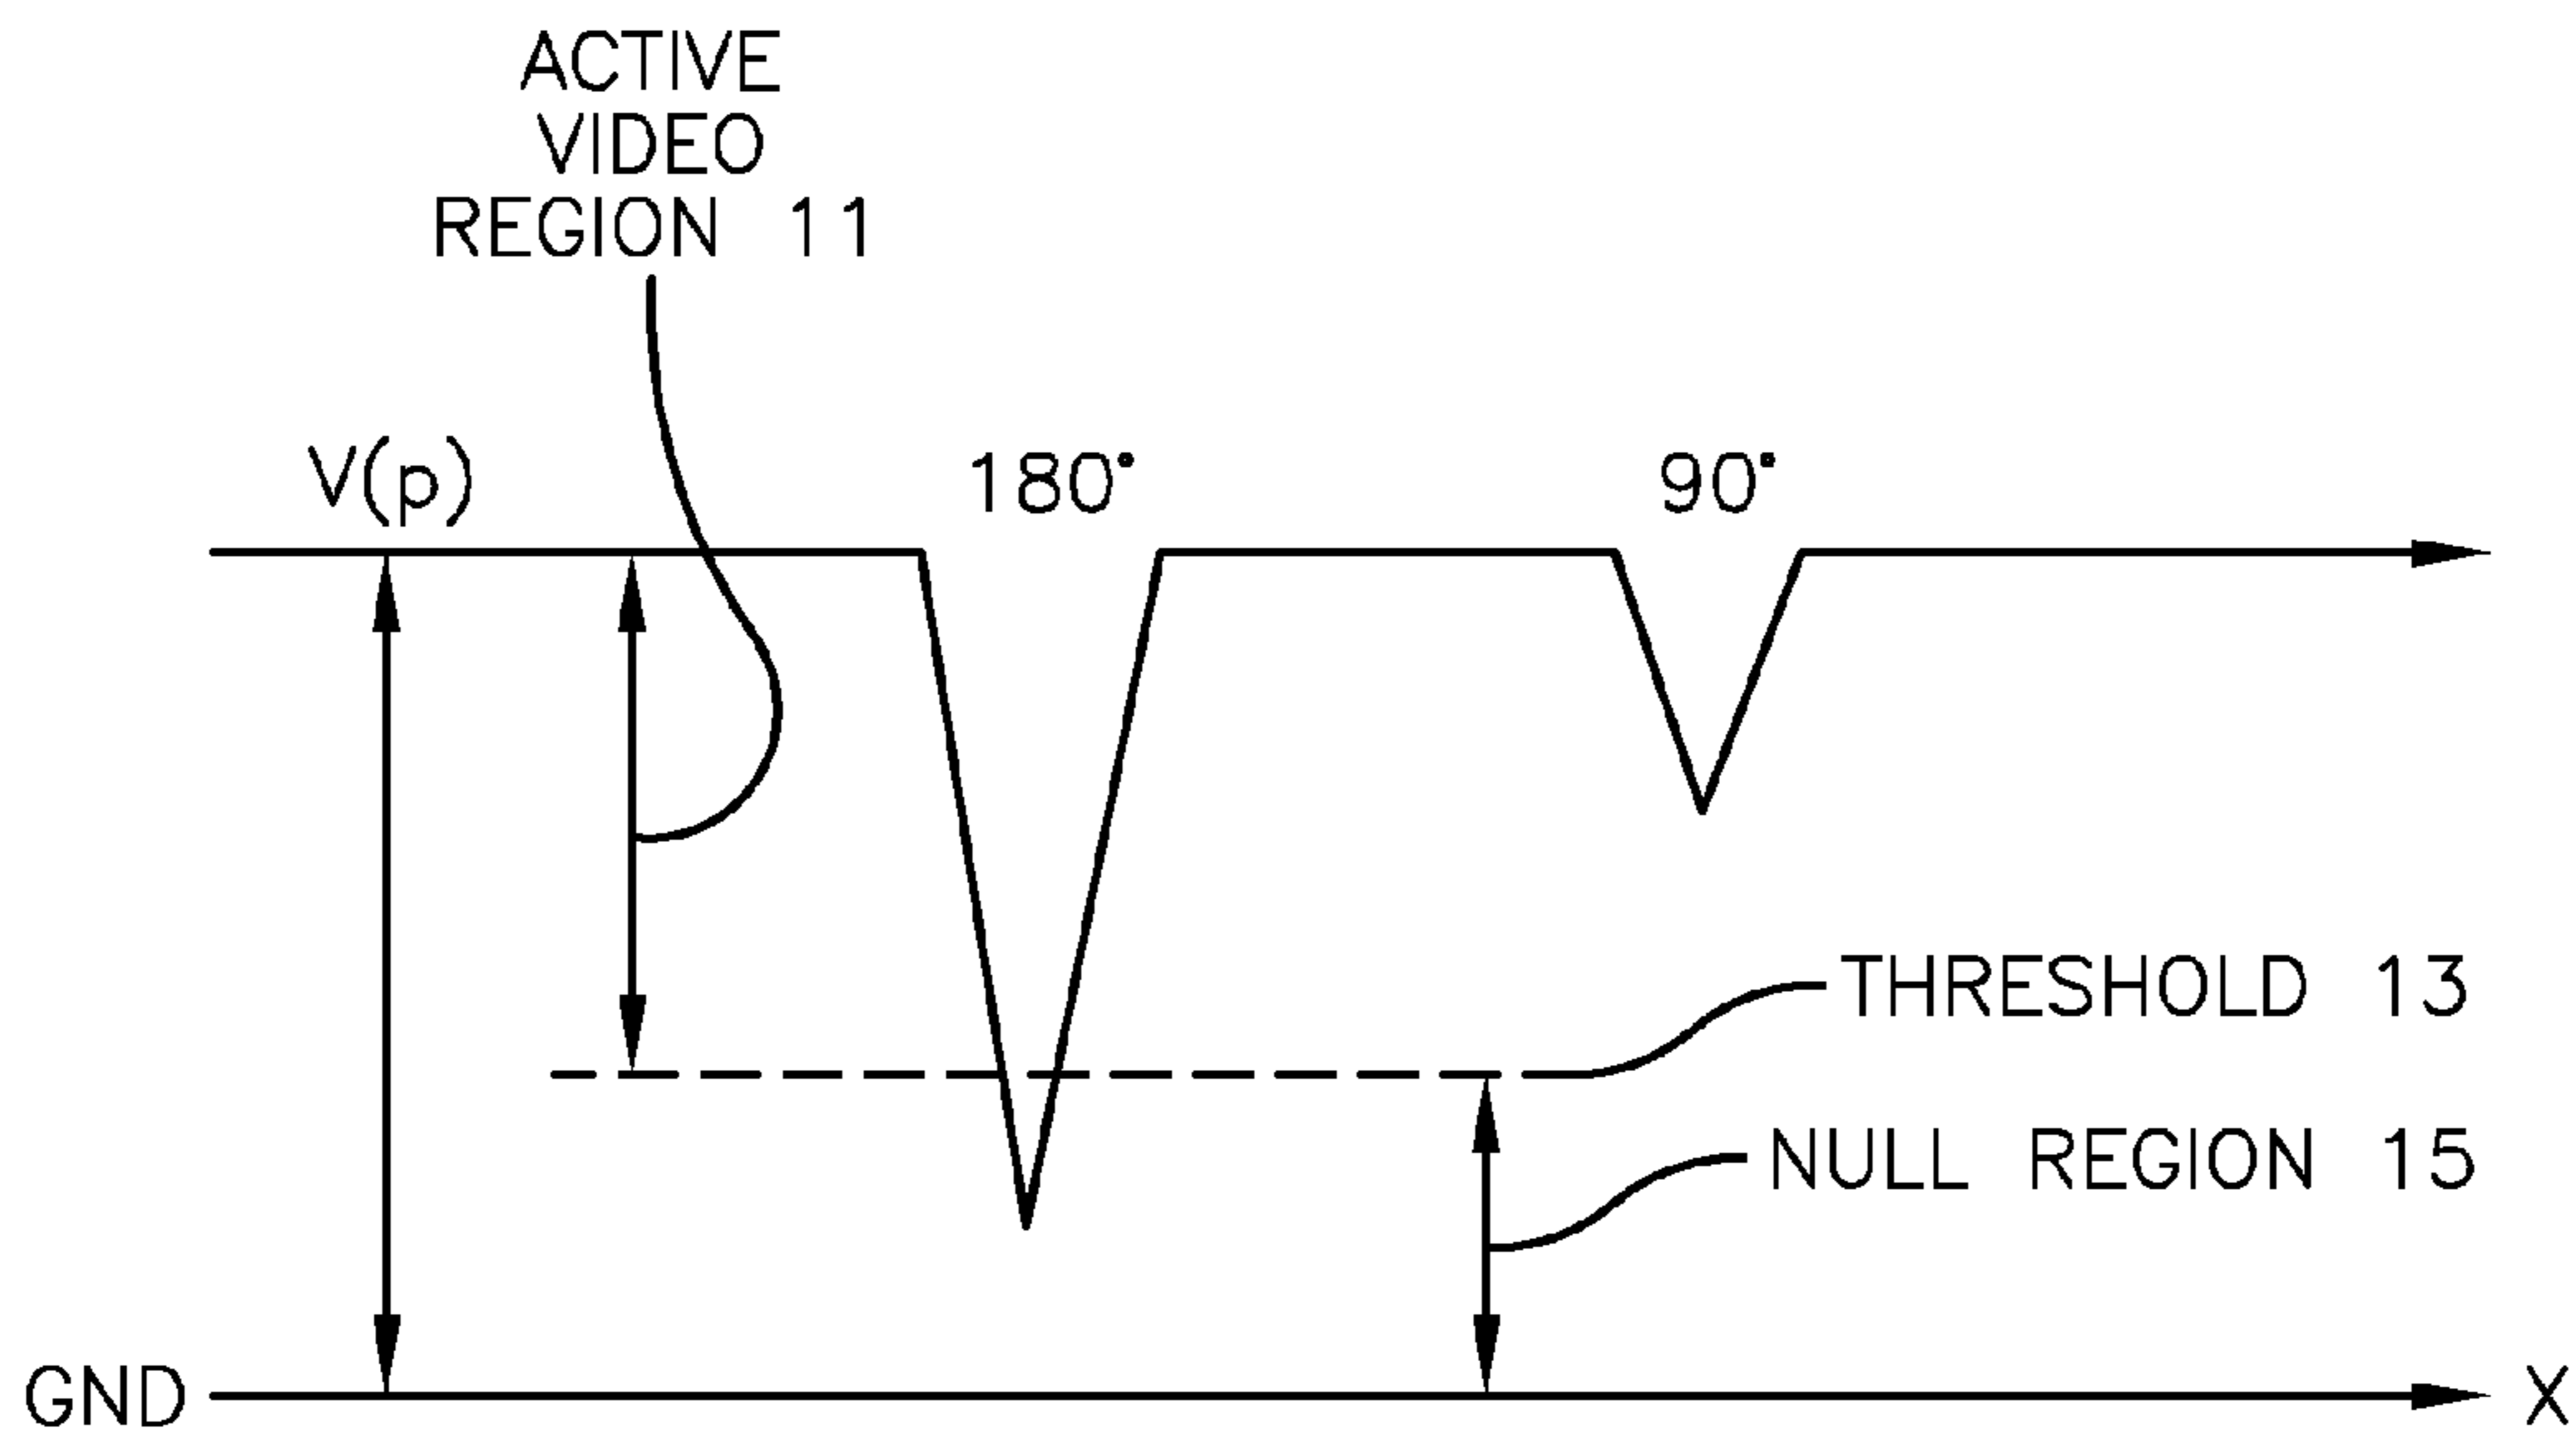 ACTIVE
VIDEO
REGION 11
V(p)
180°
90°
THRESHOLD 13
NULL REGION 15
GND
X